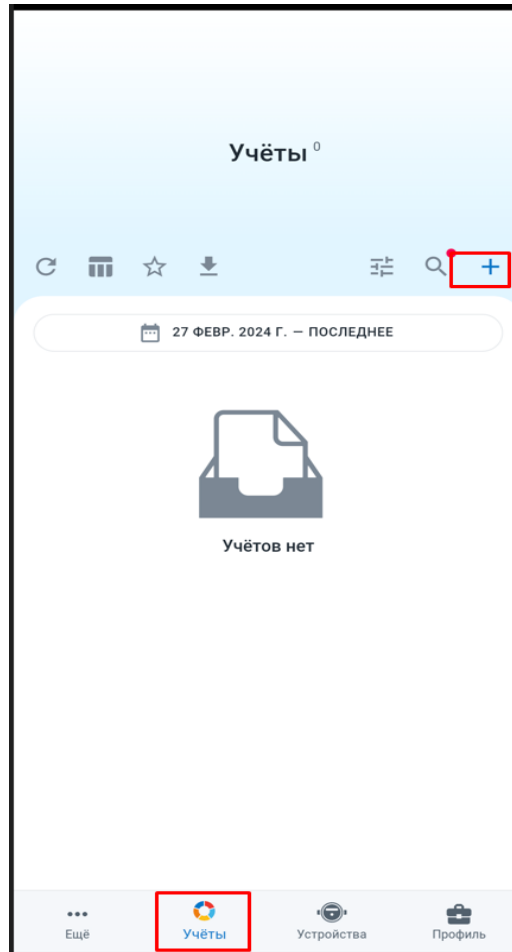 Учёты 0
27 ФЕВР. 2024 Г. — ПОСЛЕДНЕЕ
Учётов нет
Ещё
Учёты
Устройства
Профиль